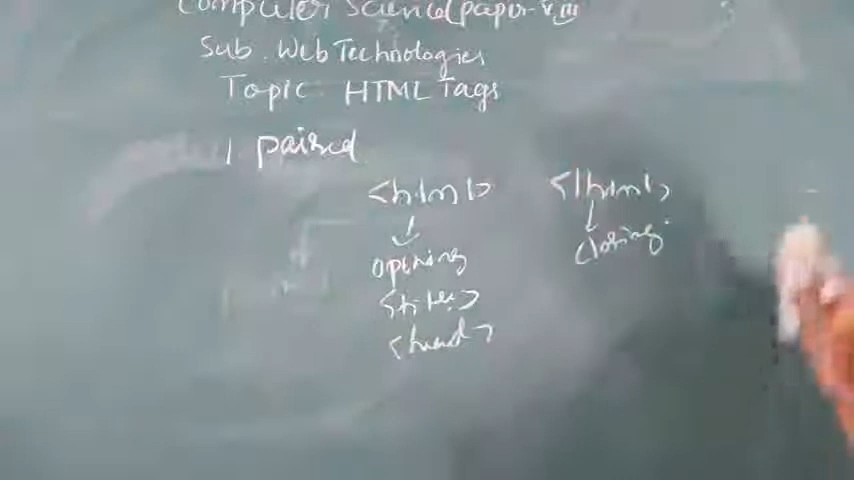 Computer Science(paper-VIII
Sub. Web Technologies
Topic HTML Tags
1 paired
<html> </html>
opening closing
<title>
<head>